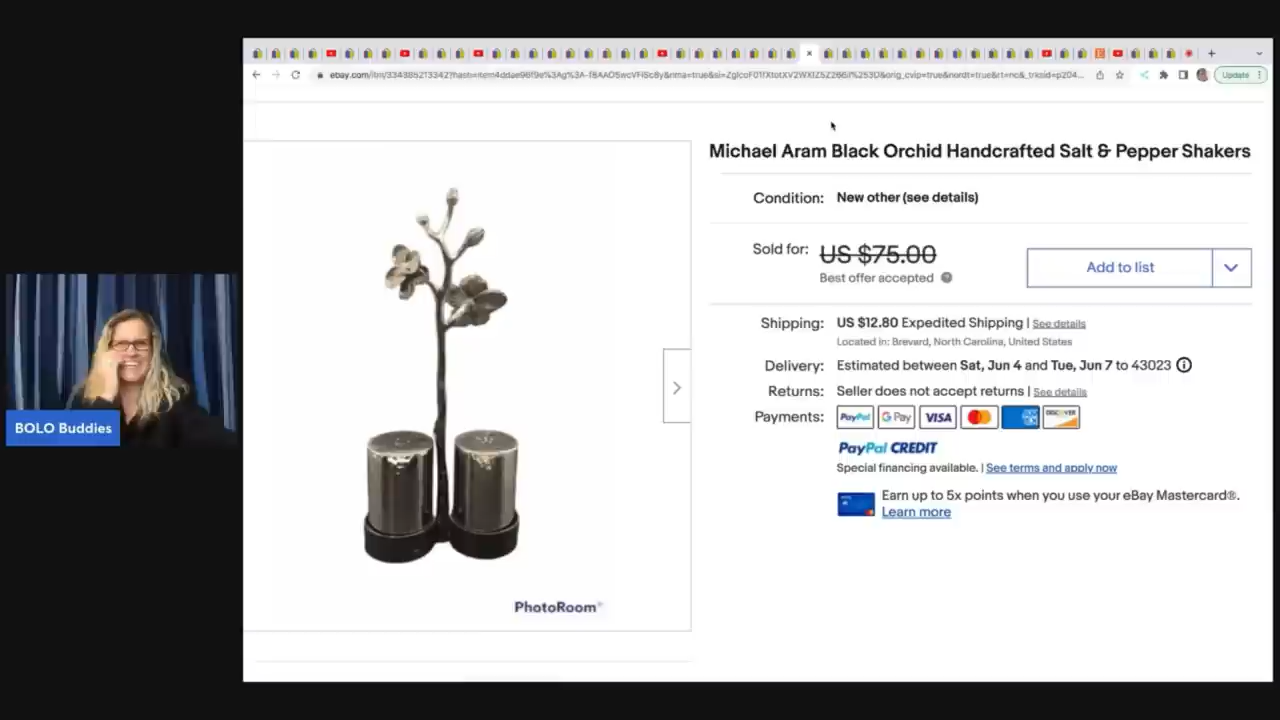 Update
Michael Aram Black Orchid Handcrafted Salt & Pepper Shakers
Condition: New other (see details)
Sold for: US $75.00
Best offer accepted
Add to list
Shipping: US $12.80 Expedited Shipping | See details
Located in: Brevard, North Carolina, United States
Delivery: Estimated between Sat, Jun 4 and Tue, Jun 7 to 43023
Returns: Seller does not accept returns | See details
Payments: PayPal G Pay VISA DISCOVER
PayPal CREDIT
Special financing available. | See terms and apply now
Earn up to 5x points when you use your eBay Mastercard®.
Learn more
BOLO Buddies
PhotoRoom